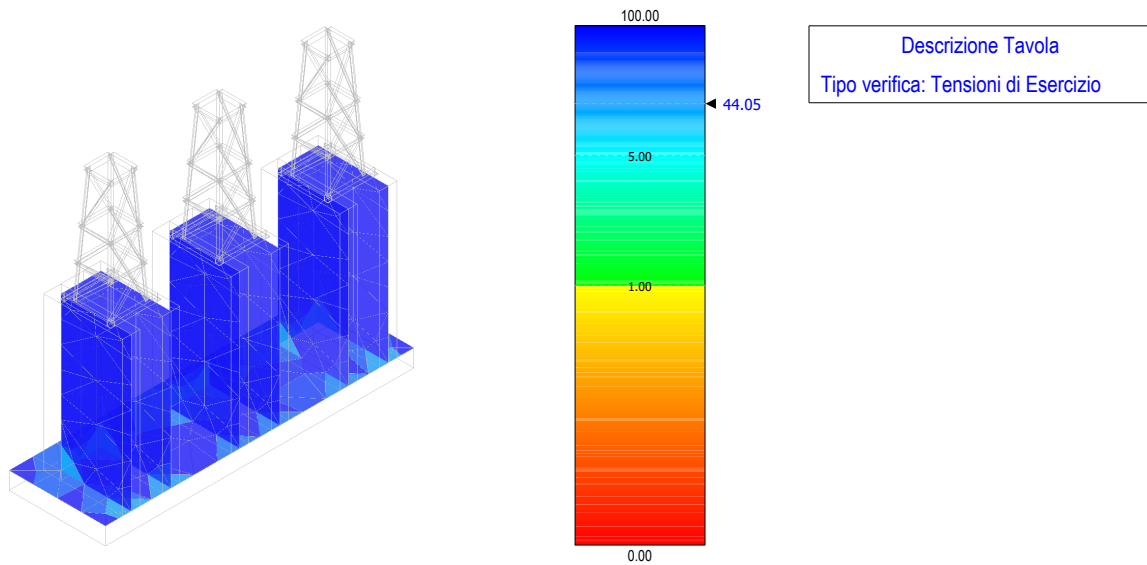 100.00
44.05
5.00
1.00
0.00
Descrizione Tavola
Tipo verifica: Tensioni di Esercizio